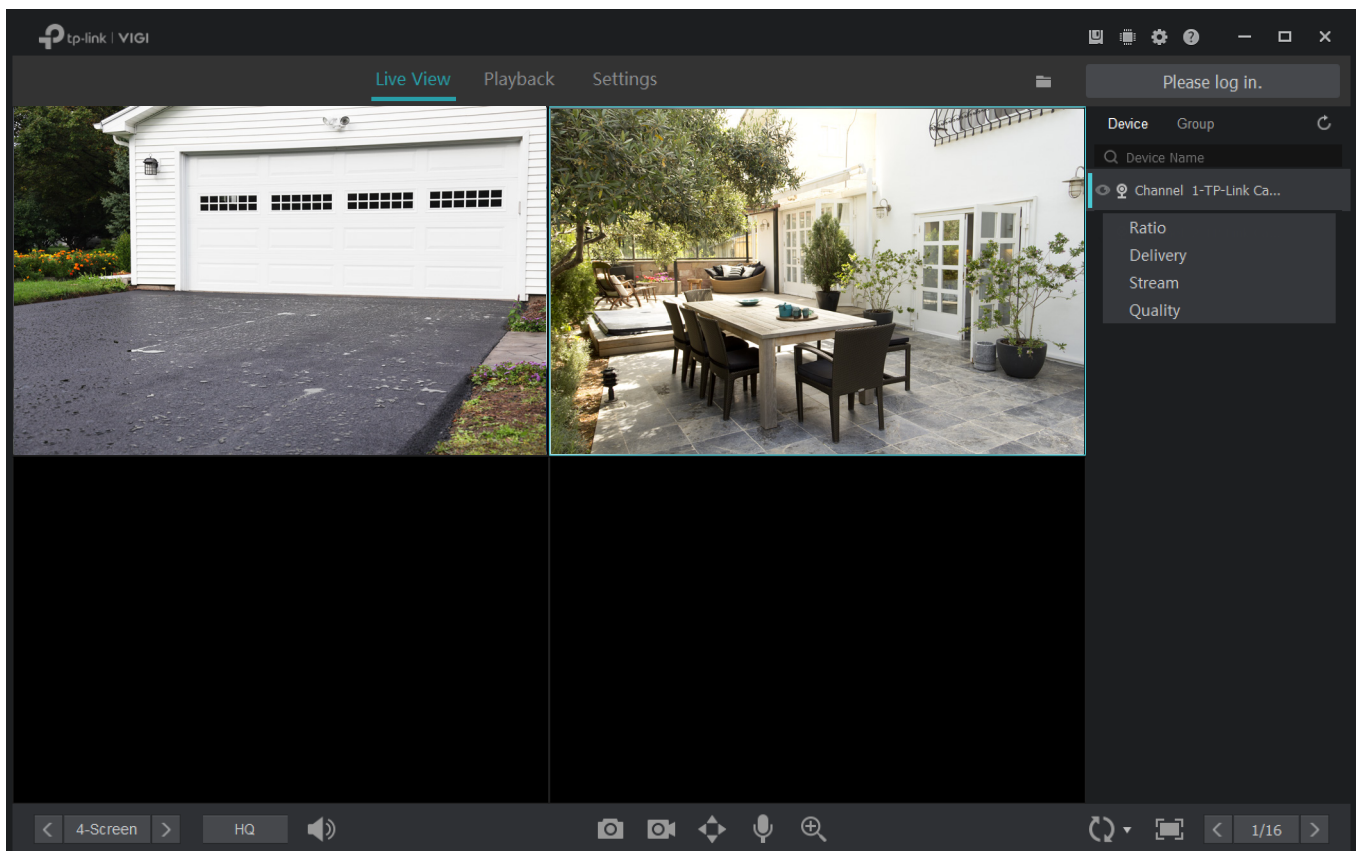 tp-link | VIGI
Live View Playback Settings
Please log in.
Device Group
Device Name
Channel 1-TP-Link Ca...
Ratio
Delivery
Stream
Quality
4-Screen HQ 1/16